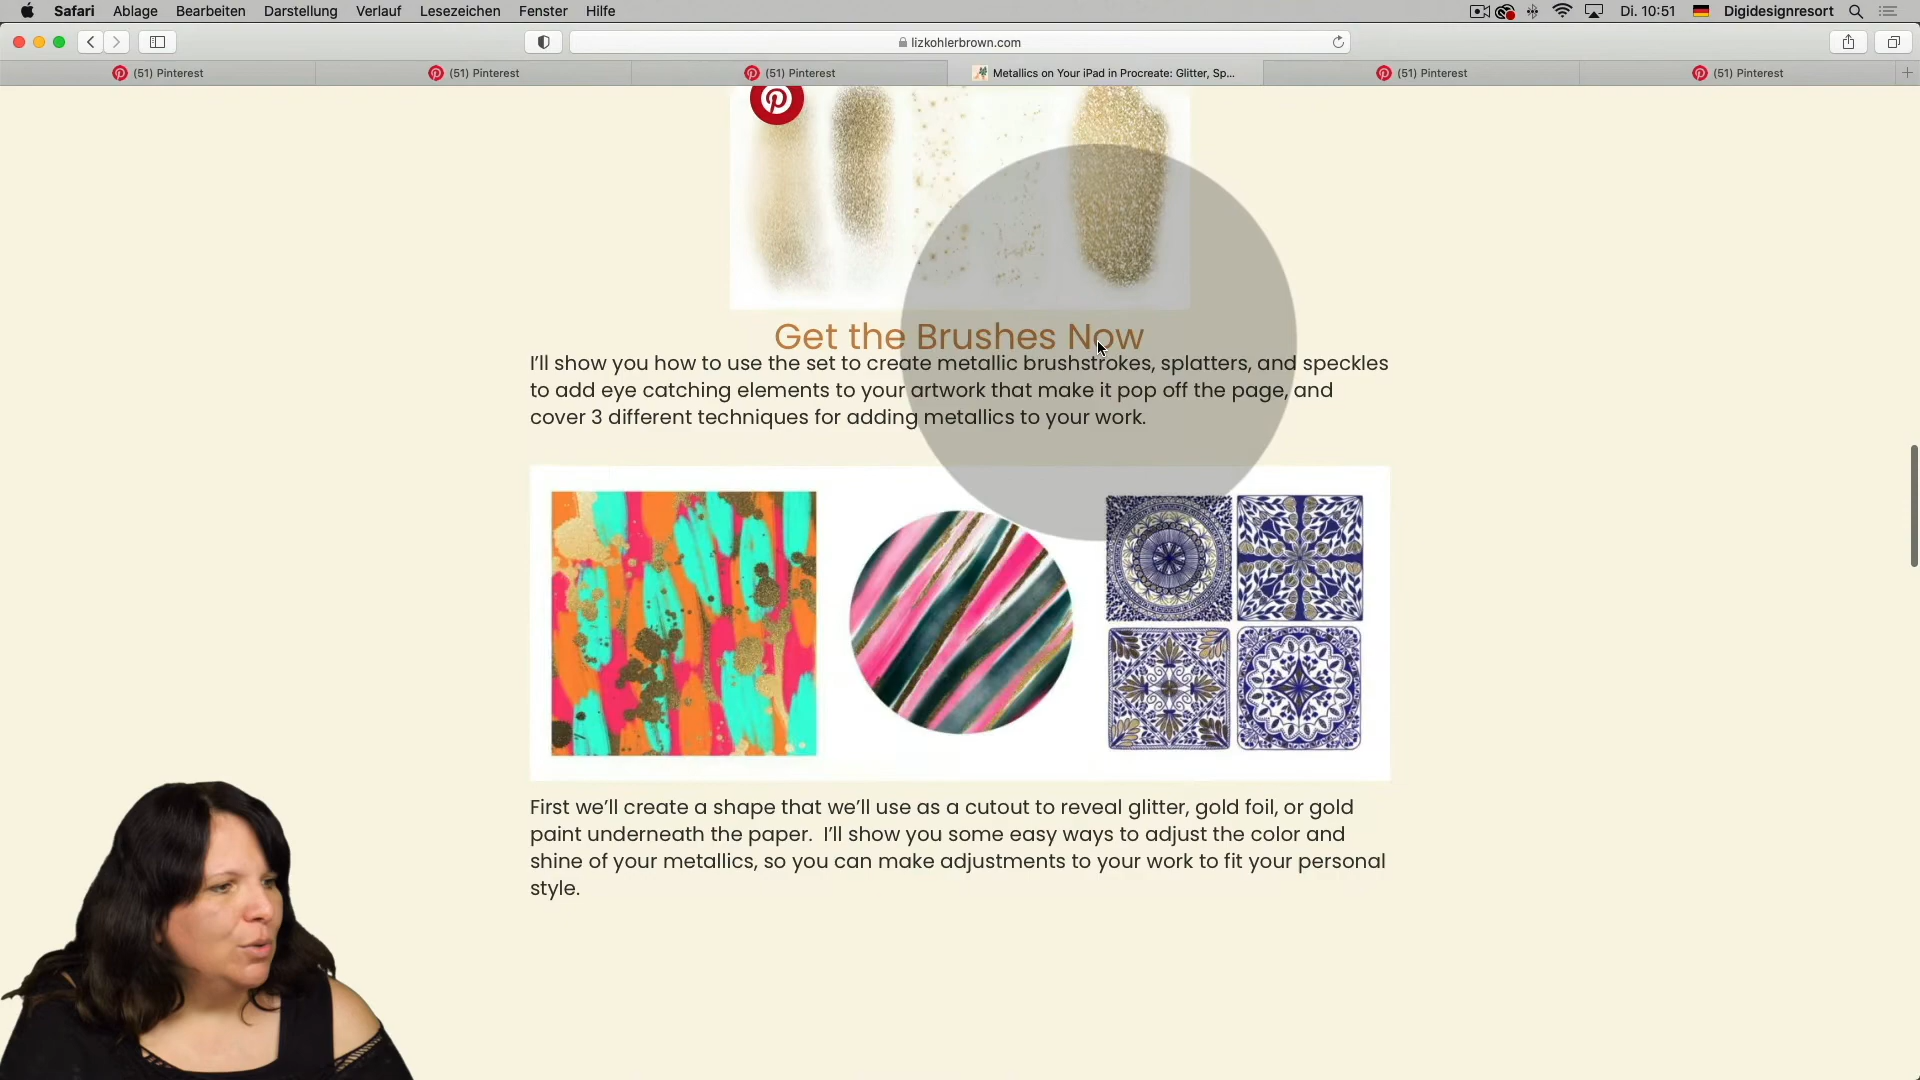 Safari Ablage Bearbeiten Darstellung Verlauf Lesezeichen Fenster Hilfe Di. 10:51 Digidesignresort
lizkohlerbrown.com
(51) Pinterest (51) Pinterest (51) Pinterest Metallics on Your iPad in Procreate: Glitter, Sp... (51) Pinterest (51) Pinterest
Get the Brushes Now
I’ll show you how to use the set to create metallic brushstrokes, splatters, and speckles
to add eye catching elements to your artwork that make it pop off the page, and
cover 3 different techniques for adding metallics to your work.
First we’ll create a shape that we’ll use as a cutout to reveal glitter, gold foil, or gold
paint underneath the paper.  I’ll show you some easy ways to adjust the color and
shine of your metallics, so you can make adjustments to your work to fit your personal
style.